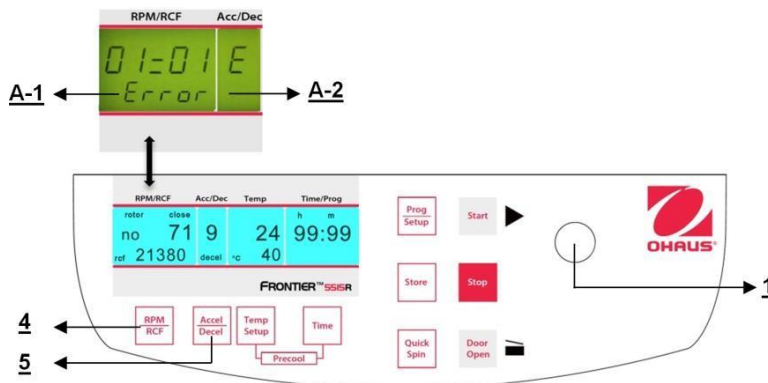 RPM/RCF Acc/Dec
01=01 E
Error
A-1
A-2
RPM/RCF Acc/Dec Temp Time/Prog
rotor close h m
no 71 9 24 99:99
rcf 21380 decel °C 40
FRONTIER™ 5515R
RPM
RCF
Accel
Decel
Temp
Setup
Time
Precool
4
5
Prog
Setup
Start
Store
Stop
Quick
Spin
Door
Open
OHAUS®
1